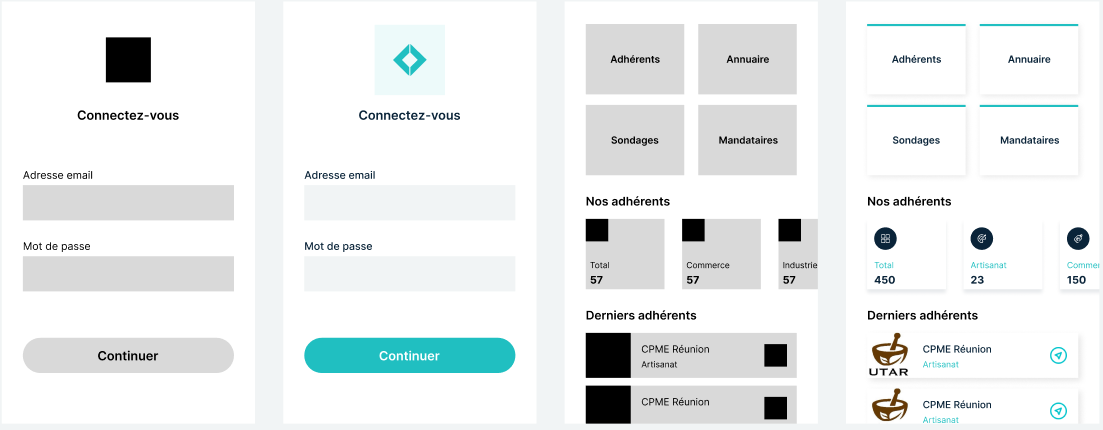 Connectez-vous
Adresse email
Mot de passe
Continuer
Connectez-vous
Adresse email
Mot de passe
Continuer
Adhérents
Annuaire
Sondages
Mandataires
Nos adhérents
Total
57
Commerce
57
Industrie
57
Derniers adhérents
CPME Réunion
Artisanat
CPME Réunion
Adhérents
Annuaire
Sondages
Mandataires
Nos adhérents
Total
450
Artisanat
23
Commer
150
Derniers adhérents
UTAR
CPME Réunion
Artisanat
CPME Réunion
Artisanat